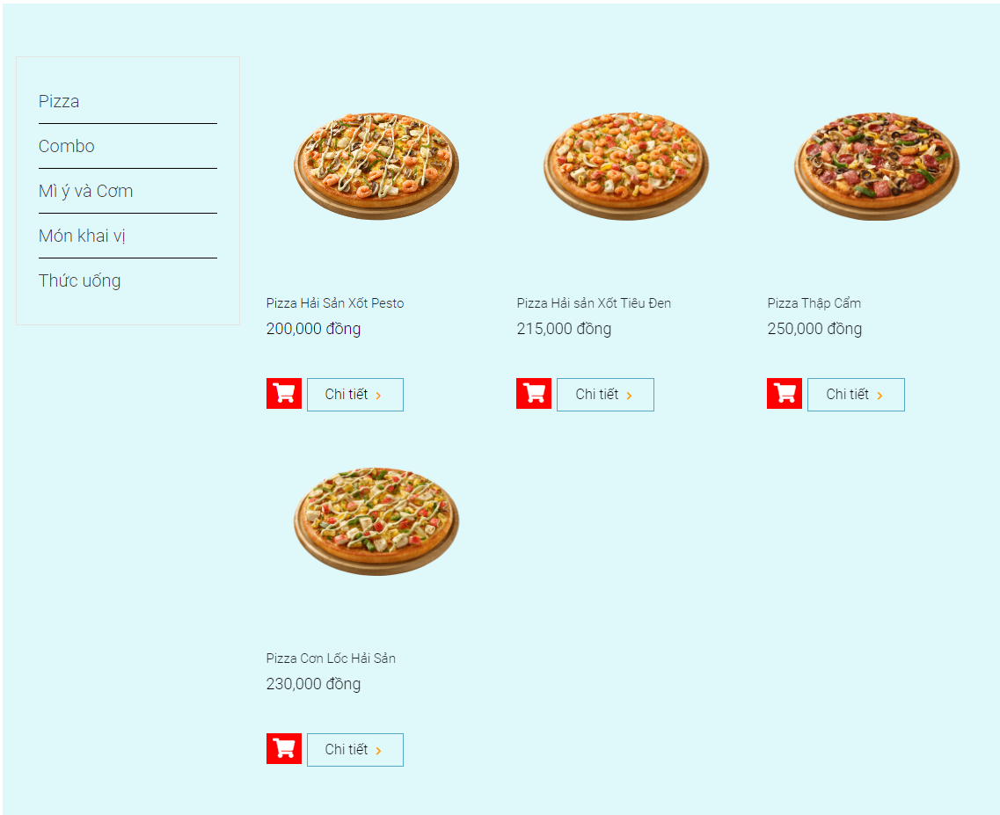 Pizza
Combo
Mì ý và Cơm
Món khai vị
Thức uống
Pizza Hải Sản Xốt Pesto
200,000 đồng
Chi tiết
Pizza Hải sản Xốt Tiêu Đen
215,000 đồng
Chi tiết
Pizza Thập Cẩm
250,000 đồng
Chi tiết
Pizza Cơn Lốc Hải Sản
230,000 đồng
Chi tiết